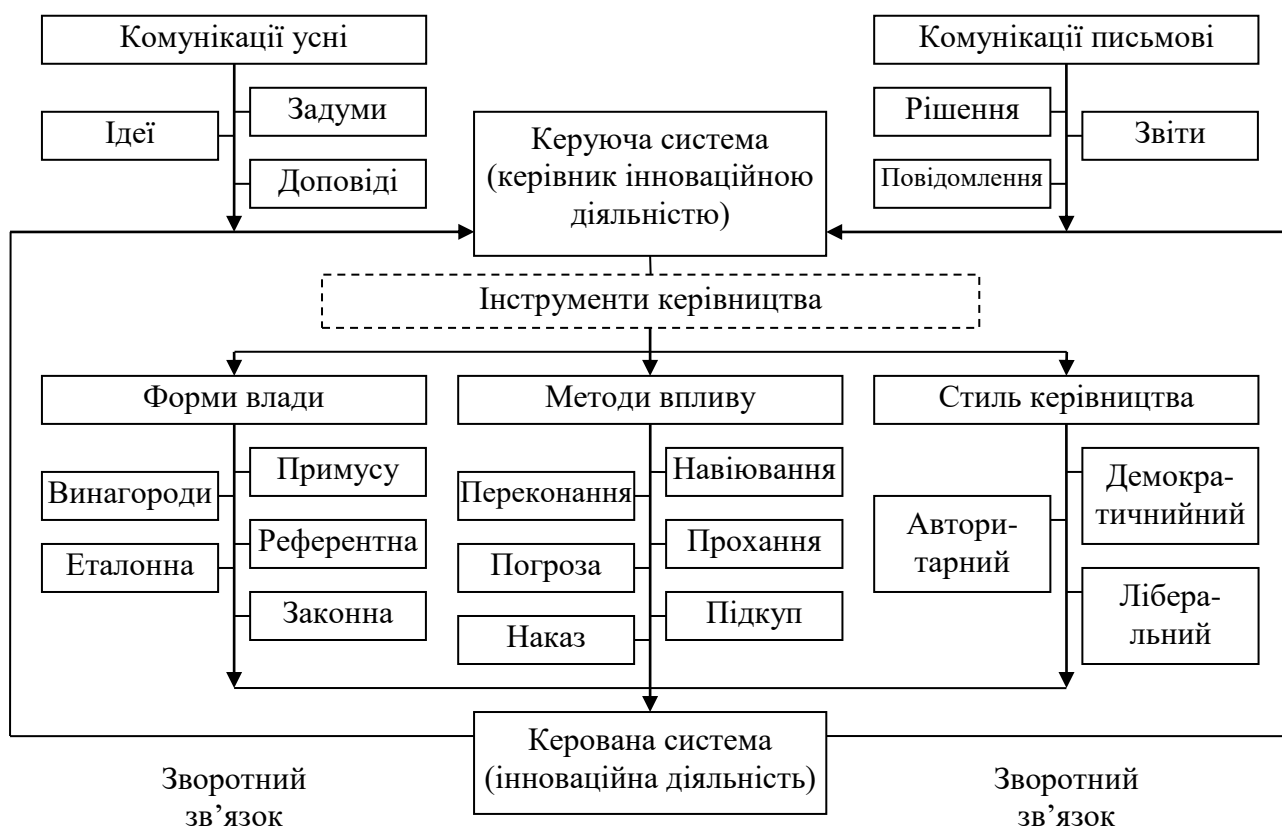 Комунікації усні
Комунікації письмові
Ідеї
Задуми
Доповіді
Керуюча система
(керівник інноваційною
діяльністю)
Рішення
Звіти
Повідомлення
Інструменти керівництва
Форми влади
Методи впливу
Стиль керівництва
Примусу
Винагороди
Референтна
Еталонна
Законна
Навіювання
Переконання
Прохання
Погроза
Підкуп
Наказ
Демокра-
тичнийний
Автори-
тарний
Лібера-
льний
Керована система
(інноваційна діяльність)
Зворотний
зв’язок
Зворотний
зв’язок